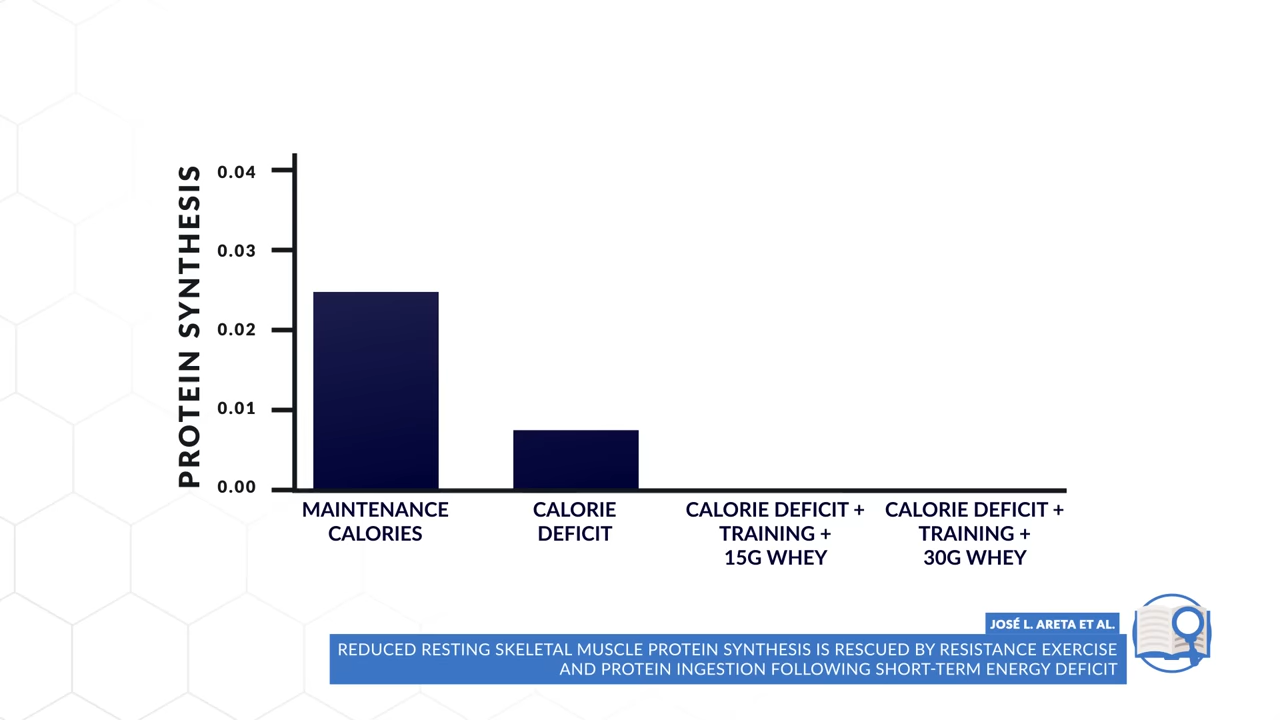 PROTEIN SYNTHESIS
0.04
0.03
0.02
0.01
0.00
MAINTENANCE
CALORIES
CALORIE
DEFICIT
CALORIE DEFICIT +
TRAINING +
15G WHEY
CALORIE DEFICIT +
TRAINING +
30G WHEY
JOSÉ L. ARETA ET AL.
REDUCED RESTING SKELETAL MUSCLE PROTEIN SYNTHESIS IS RESCUED BY RESISTANCE EXERCISE
AND PROTEIN INGESTION FOLLOWING SHORT-TERM ENERGY DEFICIT